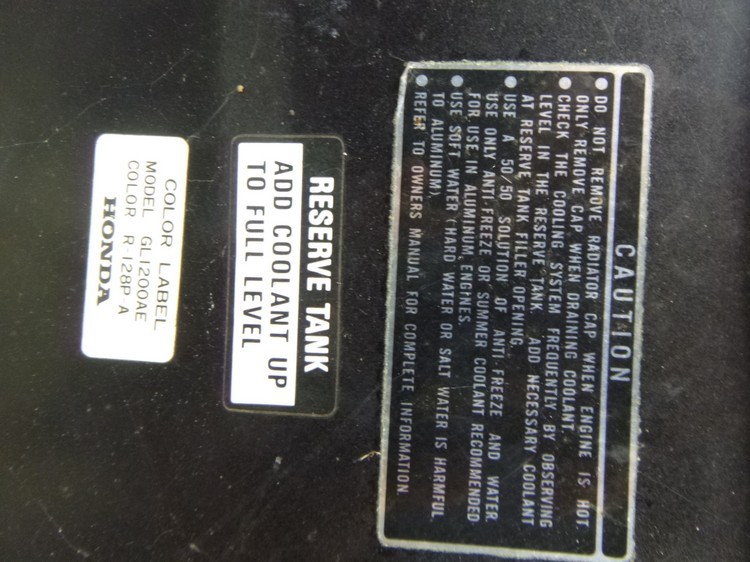 CAUTION
● DO NOT REMOVE RADIATOR CAP WHEN ENGINE IS HOT.
ONLY REMOVE CAP WHEN DRAINING COOLANT.
● CHECK THE COOLING SYSTEM FREQUENTLY BY OBSERVING
LEVEL IN THE RESERVE TANK. ADD NECESSARY COOLANT
AT RESERVE TANK FILLER OPENING.
● USE A 50/50 SOLUTION OF ANTI-FREEZE AND WATER.
USE ONLY ANTI-FREEZE OR SUMMER COOLANT RECOMMENDED
FOR USE IN ALUMINUM ENGINES.
● USE SOFT WATER (HARD WATER OR SALT WATER IS HARMFUL
TO ALUMINUM).
● REFER TO OWNERS MANUAL FOR COMPLETE INFORMATION.
RESERVE TANK
ADD COOLANT UP
TO FULL LEVEL
COLOR LABEL
MODEL GL1200AE
COLOR R-128P-A
HONDA